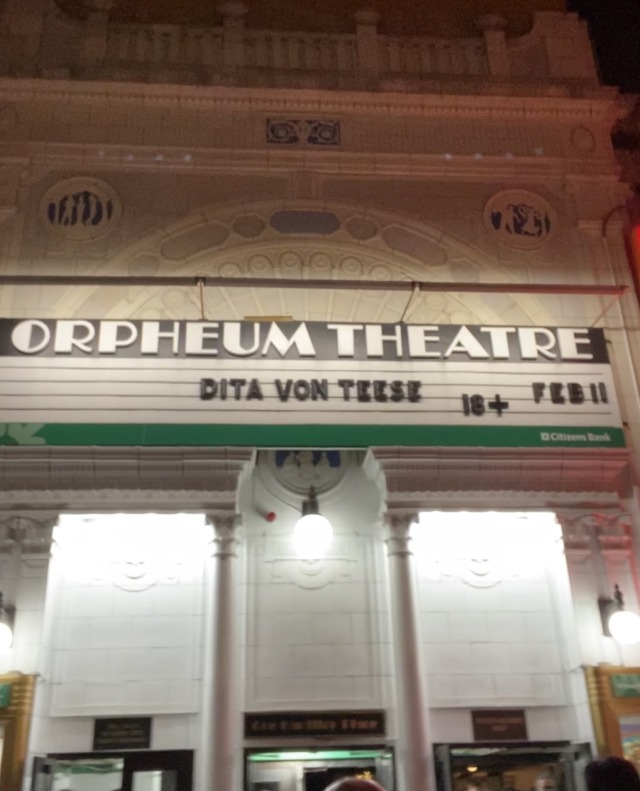 ORPHEUM THEATRE
DITA VON TEESE 18+ FEB 11
Citizens Bank